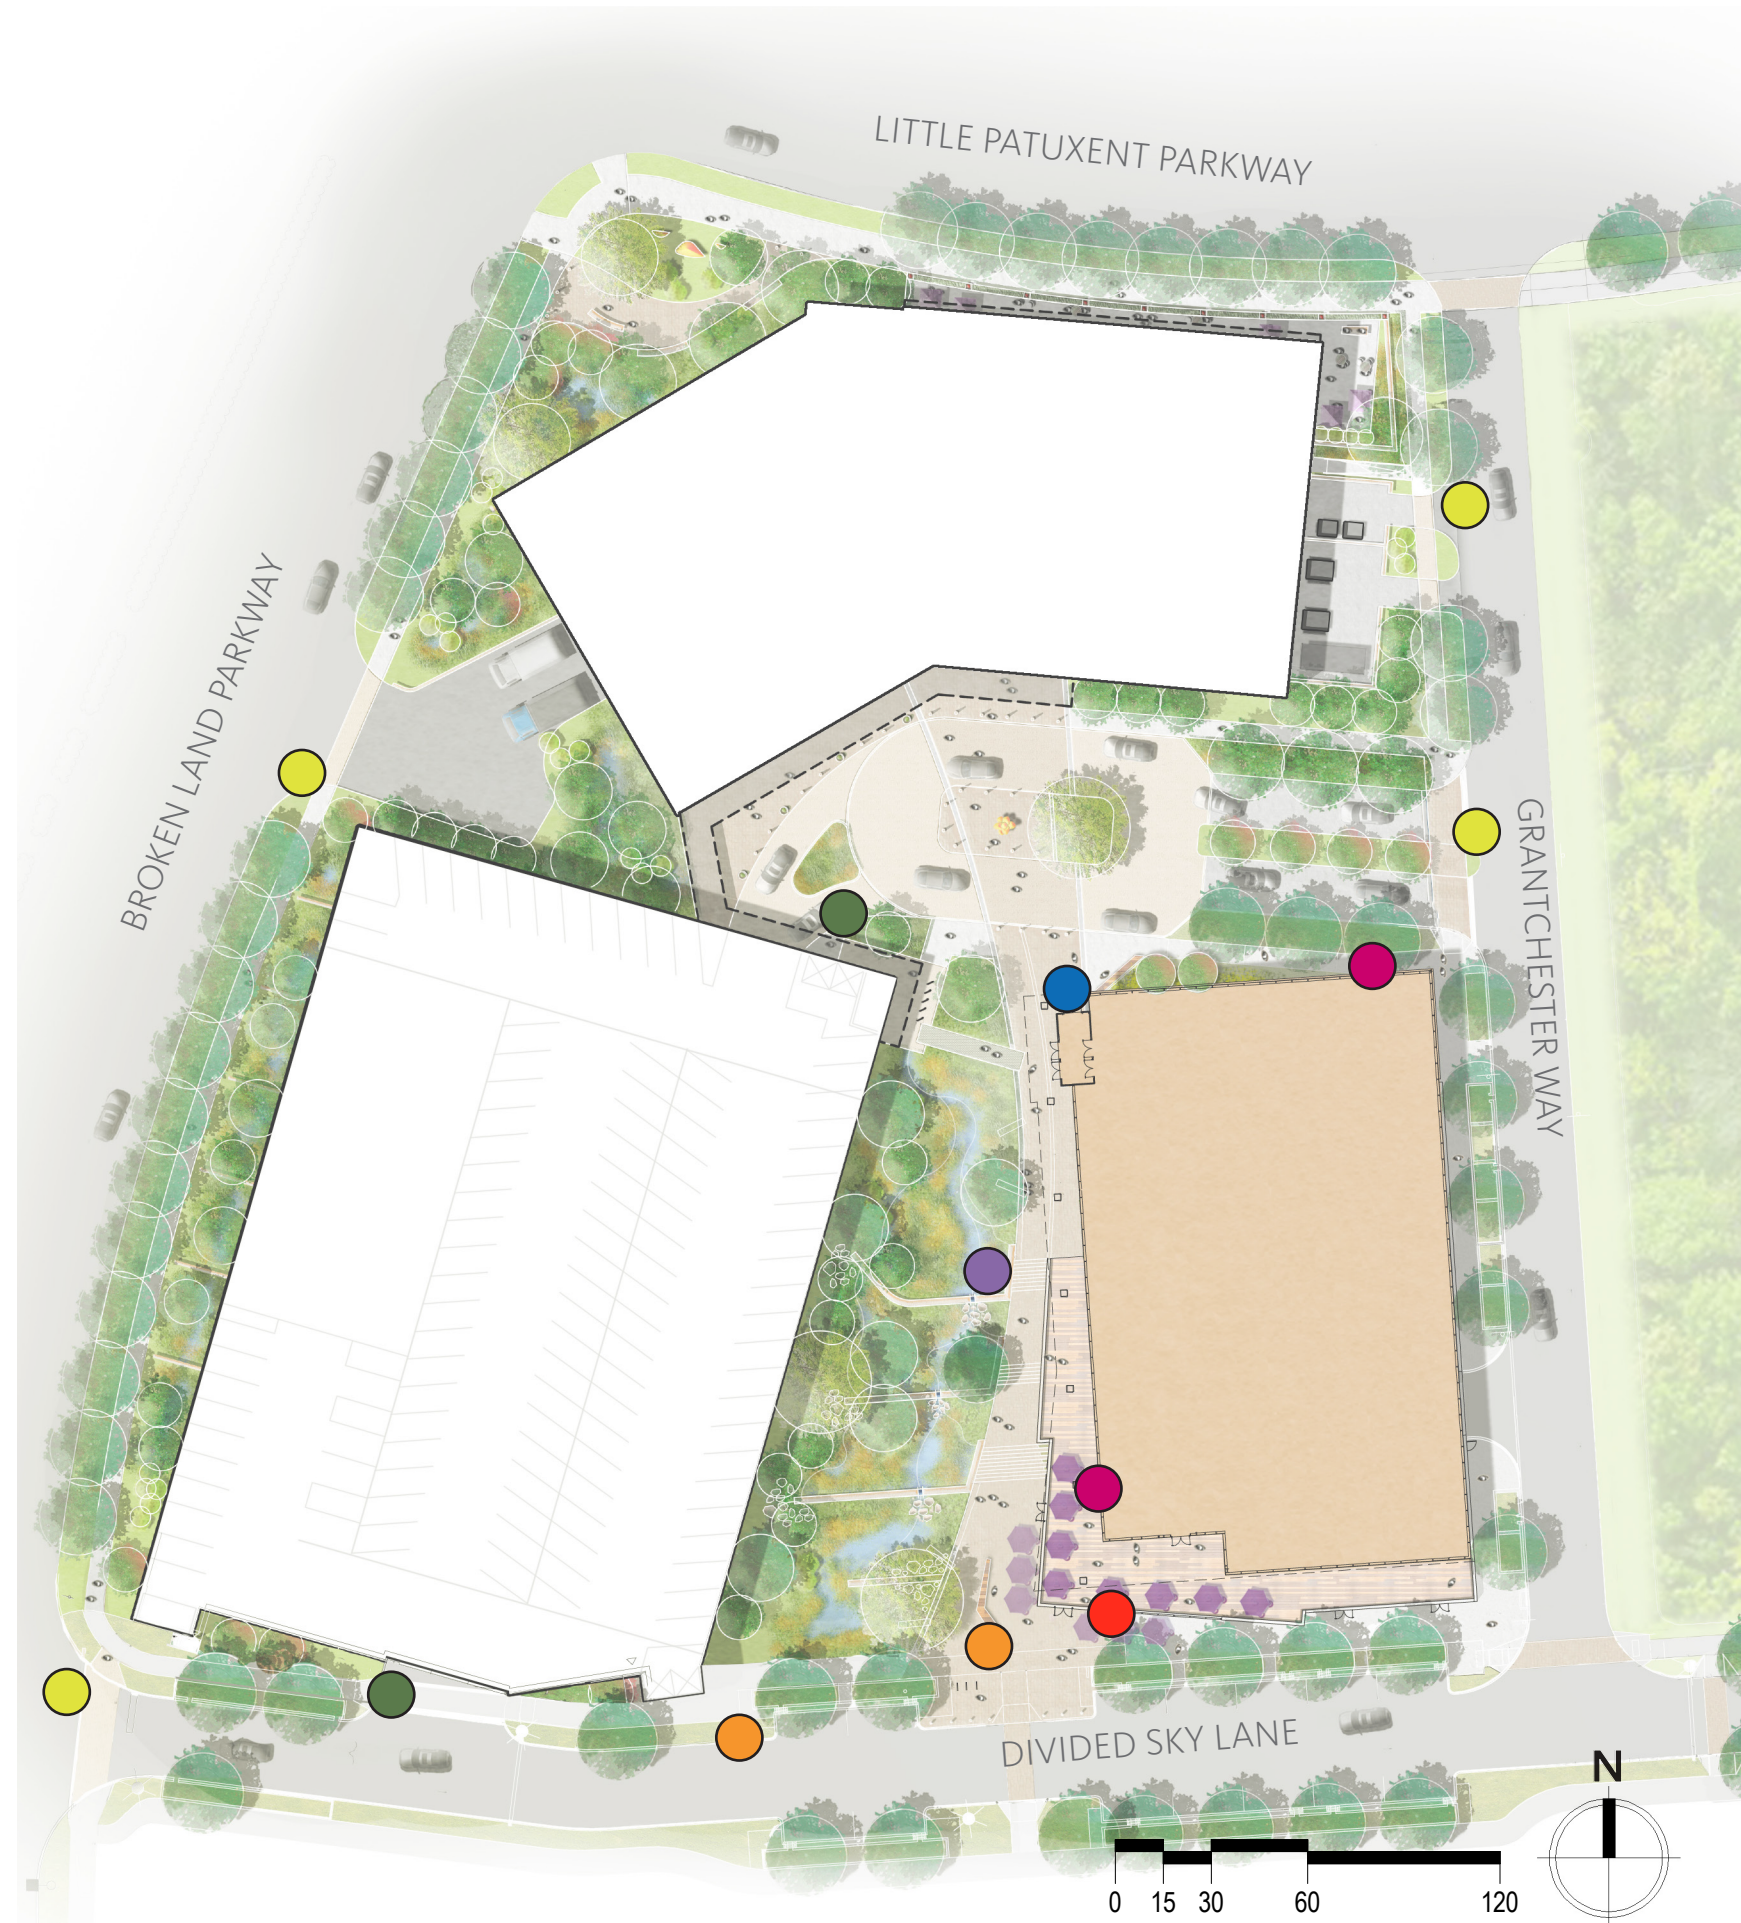 LITTLE PATUXENT PARKWAY
BROKEN LAND PARKWAY
GRANTCHESTER WAY
DIVIDED SKY LANE
N
0 15 30 60 120